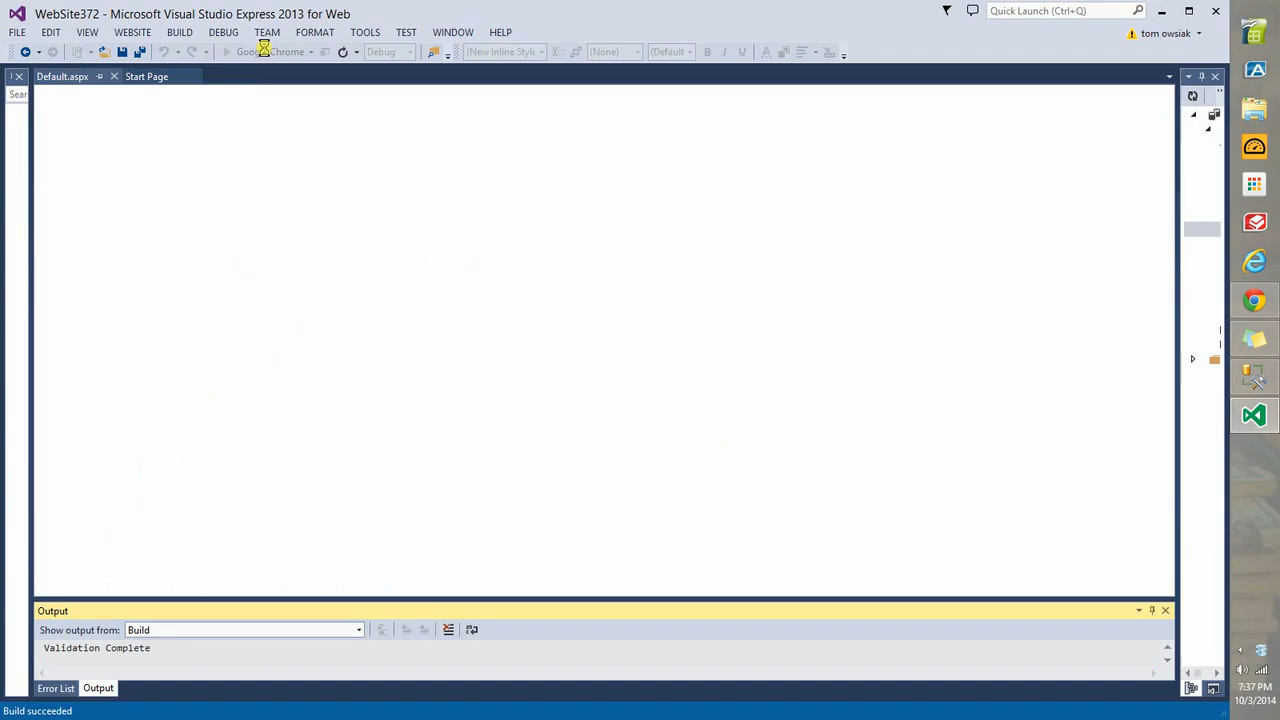 WebSite372 - Microsoft Visual Studio Express 2013 for Web
Quick Launch (Ctrl+Q)
FILE EDIT VIEW WEBSITE BUILD DEBUG TEAM FORMAT TOOLS TEST WINDOW HELP
tom owsiak
Chrome Debug (New Inline Style (None) (Default B I U
Default.aspx Start Page
Sear
Output
Show output from: Build
Validation Complete
Error List Output
7:37 PM
10/3/2014
Build succeeded